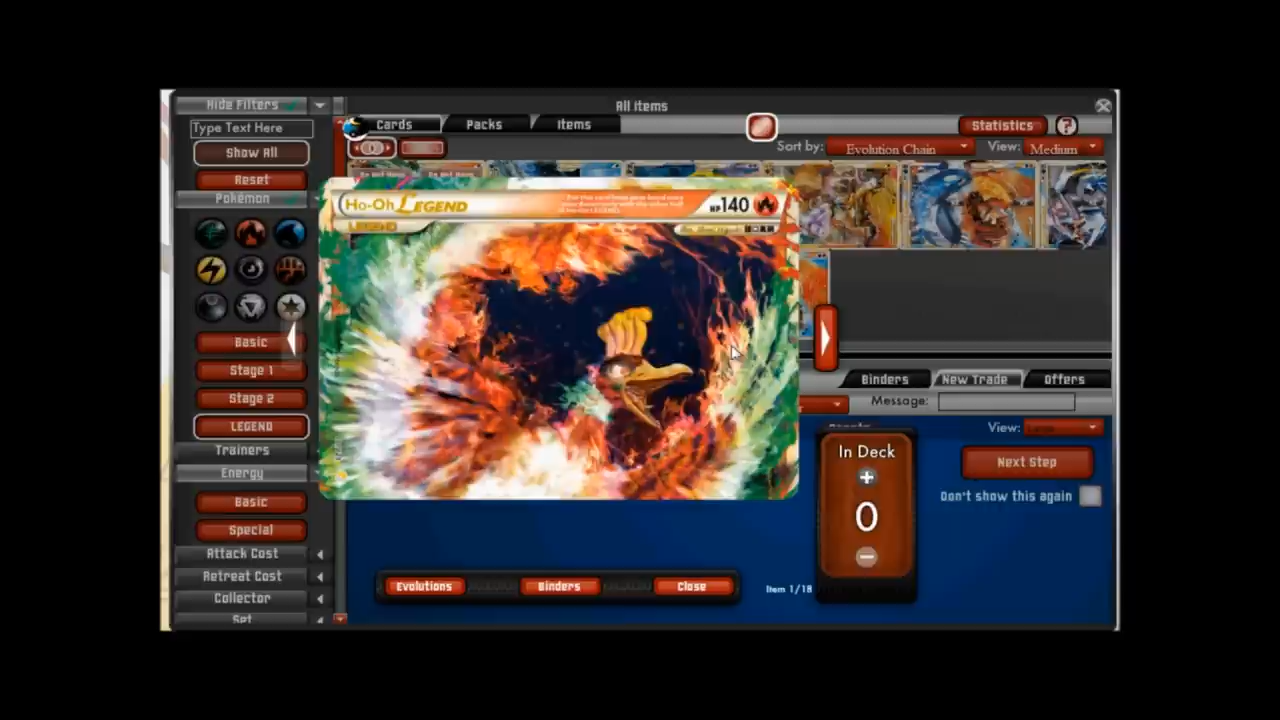 Hide Filters
All Items
Type Text Here
Cards
Packs
Items
Statistics
?
Show All
Sort by:
Evolution Chain
View:
Medium
Reset
Pokémon
Ho-Oh LEGEND
HP 140
LEGEND
Basic
Stage 1
Stage 2
LEGEND
Trainers
Energy
Basic
Special
Attack Cost
Retreat Cost
Collector
Set
Binders
New Trade
Offers
Message:
View:
In Deck
0
Next Step
Don't show this again
Evolutions
Binders
Close
Item 1/18